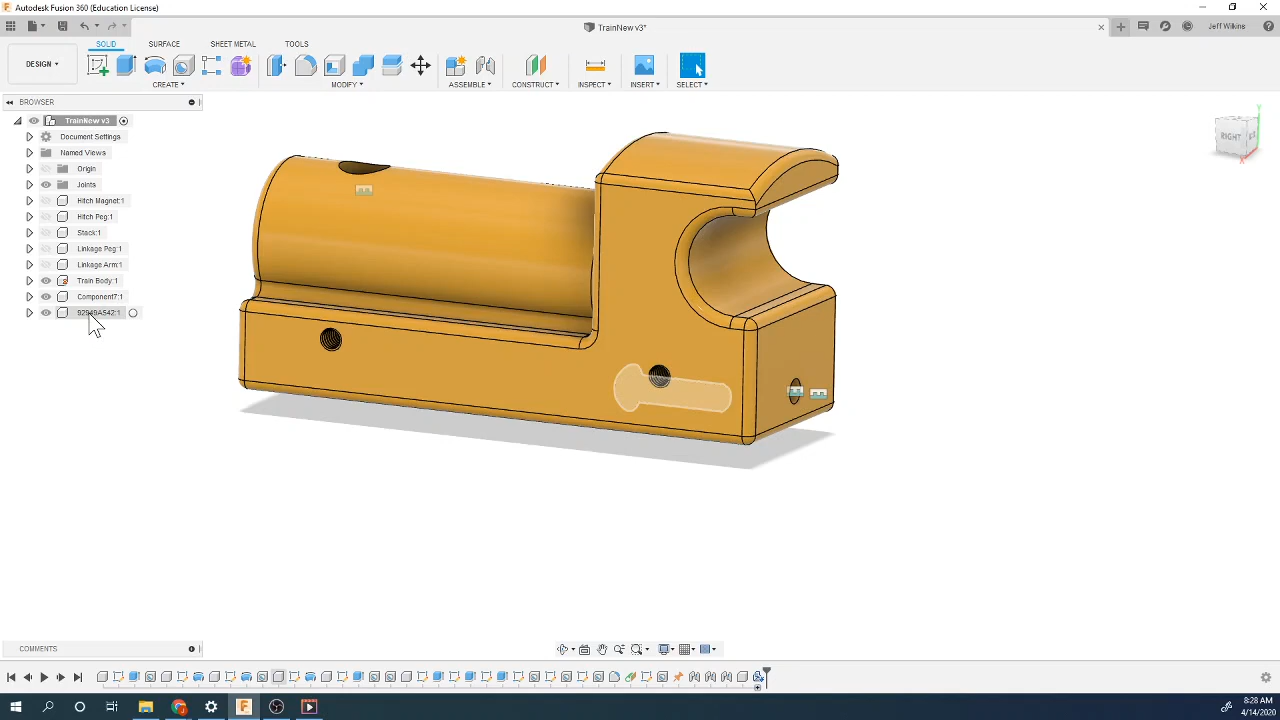 Autodesk Fusion 360 (Education License)
TrainNew v3*
Jeff Wilkins
DESIGN
SOLID
SURFACE
SHEET METAL
TOOLS
CREATE
MODIFY
ASSEMBLE
CONSTRUCT
INSPECT
INSERT
SELECT
BROWSER
TrainNew v3
Document Settings
Named Views
Origin
Joints
Hitch Magnet:1
Hitch Peg:1
Stack:1
Linkage Peg:1
Linkage Arm:1
Train Body:1
Component7:1
92949A542:1
Y
RIGHT
X
COMMENTS
8:28 AM
4/14/2020